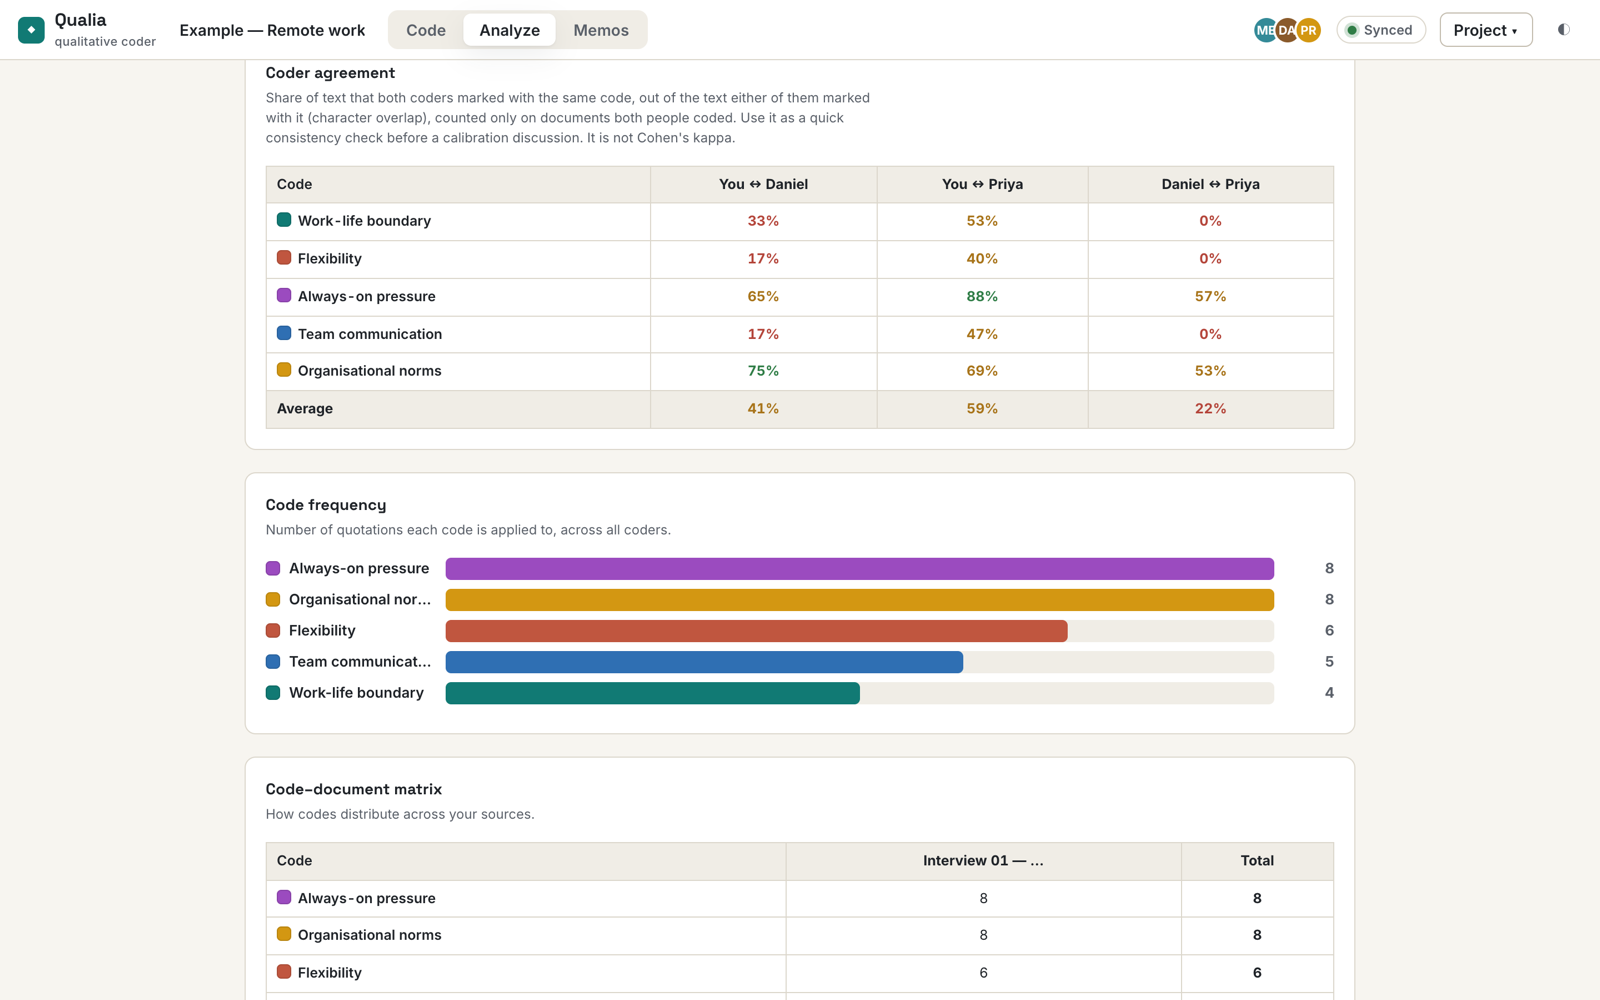 Qualia
qualitative coder
Example — Remote work
Code
Analyze
Memos
ME
DA
PR
Synced
Project ▾
Coder agreement
Share of text that both coders marked with the same code, out of the text either of them marked
with it (character overlap), counted only on documents both people coded. Use it as a quick
consistency check before a calibration discussion. It is not Cohen's kappa.
Code You ↔ Daniel You ↔ Priya Daniel ↔ Priya
Work-life boundary 33% 53% 0%
Flexibility 17% 40% 0%
Always-on pressure 65% 88% 57%
Team communication 17% 47% 0%
Organisational norms 75% 69% 53%
Average 41% 59% 22%
Code frequency
Number of quotations each code is applied to, across all coders.
Always-on pressure 8
Organisational nor... 8
Flexibility 6
Team communicat... 5
Work-life boundary 4
Code–document matrix
How codes distribute across your sources.
Code Interview 01 — ... Total
Always-on pressure 8 8
Organisational norms 8 8
Flexibility 6 6